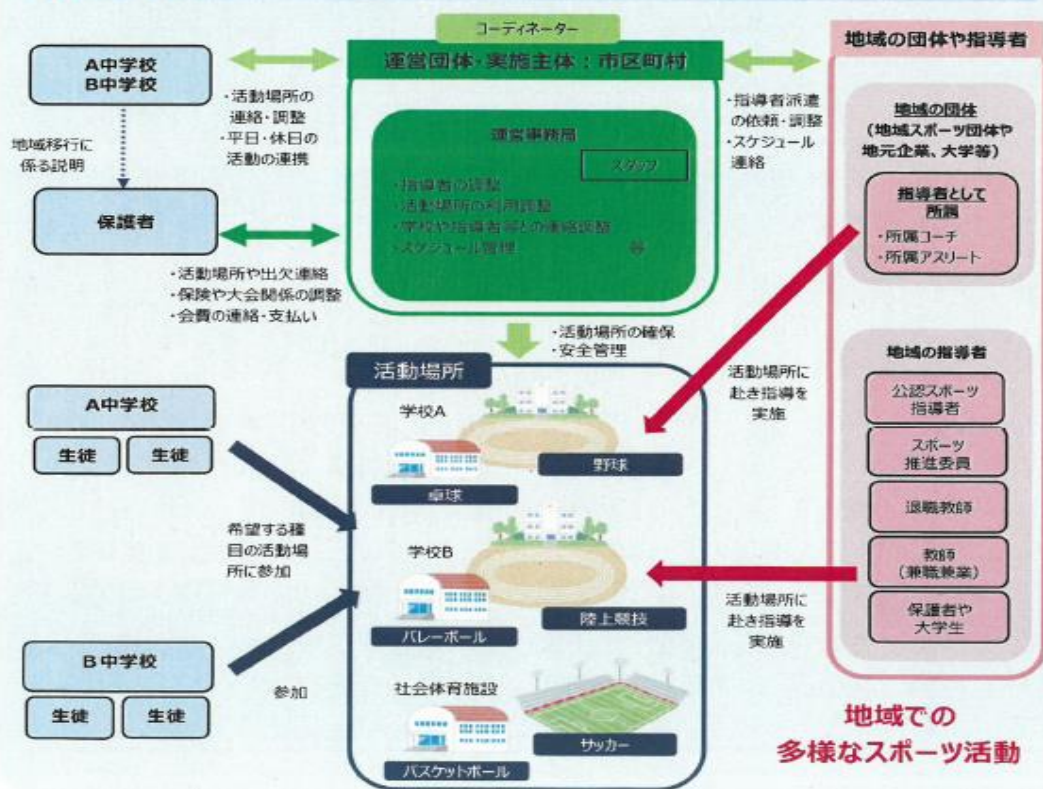 コーディネーター
運営団体・実施主体：市区町村
A中学校
B中学校
・活動場所の
連絡・調整
・平日・休日の
活動の連携
地域移行に
係る説明
保護者
・活動場所や出欠連絡
・保険や大会関係の調整
・会費の連絡・支払い
運営事務局
スタッフ
・指導者の調整
・活動場所の利用調整
・学校や指導者等との連絡調整
・スケジュール管理　等
・指導者派遣
の依頼・調整
・スケジュール
連絡
地域の団体や指導者
地域の団体
（地域スポーツ団体や
地元企業、大学等）
指導者として
所属
・所属コーチ
・所属アスリート
・活動場所の確保
・安全管理
活動場所
学校A
野球
卓球
学校B
陸上競技
バレーボール
社会体育施設
サッカー
バスケットボール
A中学校
生徒
生徒
希望する種
目の活動場
所に参加
B中学校
生徒
生徒
参加
活動場所に
赴き指導を
実施
活動場所に
赴き指導を
実施
地域の指導者
公認スポーツ
指導者
スポーツ
推進委員
退職教師
教師
（兼職兼業）
保護者や
大学生
地域での
多様なスポーツ活動